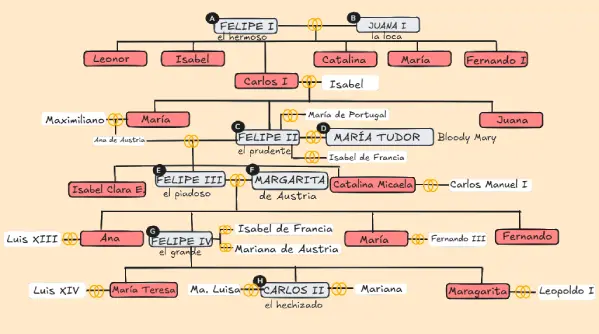 A
B
FELIPE I
JUANA I
el hermoso
la loca
Leonor
Isabel
Catalina
María
Fernando I
Carlos I
Isabel
Maximiliano
María
María de Portugal
Juana
C
D
Ana de Austria
FELIPE II
MARÍA TUDOR
Bloody Mary
el prudente
Isabel de Francia
E
F
Isabel Clara E.
FELIPE III
MARGARITA
Catalina Micaela
Carlos Manuel I
el piadoso
de Austria
Luis XIII
Ana
G
FELIPE IV
Isabel de Francia
Mariana de Austria
María
Fernando III
Fernando
el grande
H
Luis XIV
María Teresa
Ma. Luisa
CARLOS II
Mariana
Maragarita
Leopoldo I
el hechizado